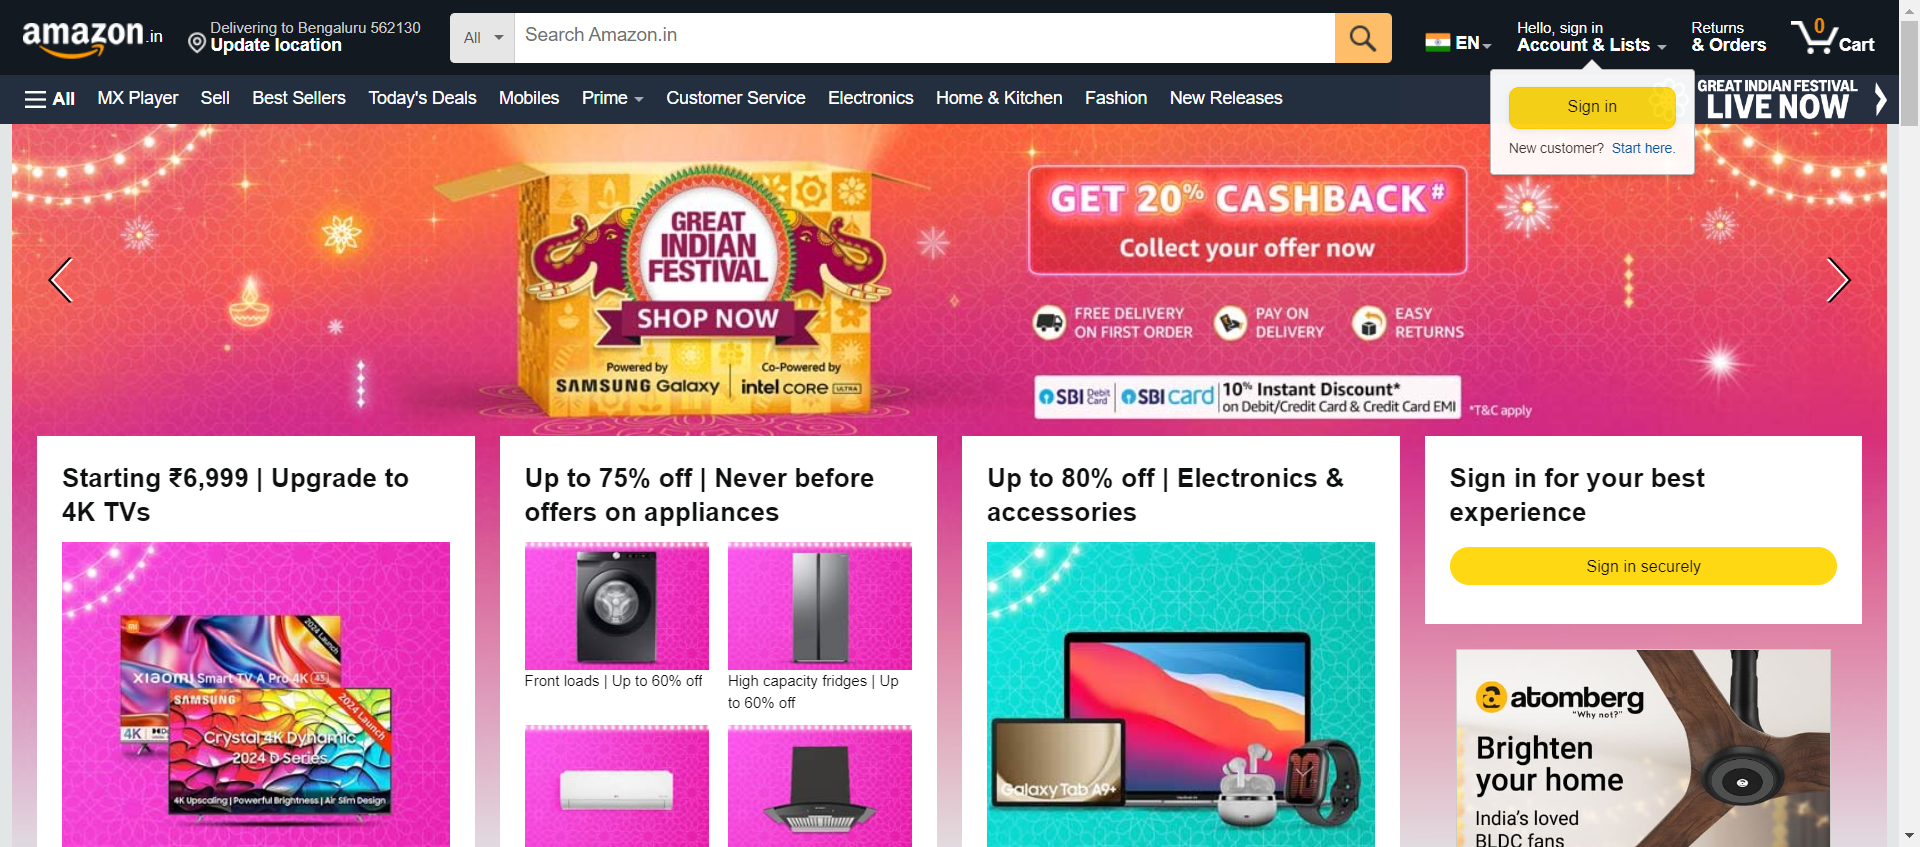 amazon.in
Delivering to Bengaluru 562130
Update location
All
Search Amazon.in
EN
Hello, sign in
Account & Lists
Returns
& Orders
0
Cart
All
MX Player
Sell
Best Sellers
Today's Deals
Mobiles
Prime
Customer Service
Electronics
Home & Kitchen
Fashion
New Releases
GREAT INDIAN FESTIVAL
LIVE NOW
Sign in
New customer? Start here.
GREAT
INDIAN
FESTIVAL
SHOP NOW
Powered by
SAMSUNG Galaxy
Co-Powered by
intel CORE ULTRA
GET 20% CASHBACK#
Collect your offer now
FREE DELIVERY
ON FIRST ORDER
PAY ON
DELIVERY
EASY
RETURNS
SBI Debit Card
SBI card
10% Instant Discount*
on Debit/Credit Card & Credit Card EMI
*T&C apply
Starting ₹6,999 | Upgrade to
4K TVs
2024 Launch
XIAOMI Smart TV A Pro 4K 43
4K
SAMSUNG
2024 Launch
Crystal 4K Dynamic
2024 D Series
4K Upscaling | Powerful Brightness | Air Slim Design
Up to 75% off | Never before
offers on appliances
Front loads | Up to 60% off
High capacity fridges | Up
to 60% off
Up to 80% off | Electronics &
accessories
Galaxy Tab A9+
Sign in for your best
experience
Sign in securely
atomberg
"Why not?"
Brighten
your home
India's loved
BLDC fans